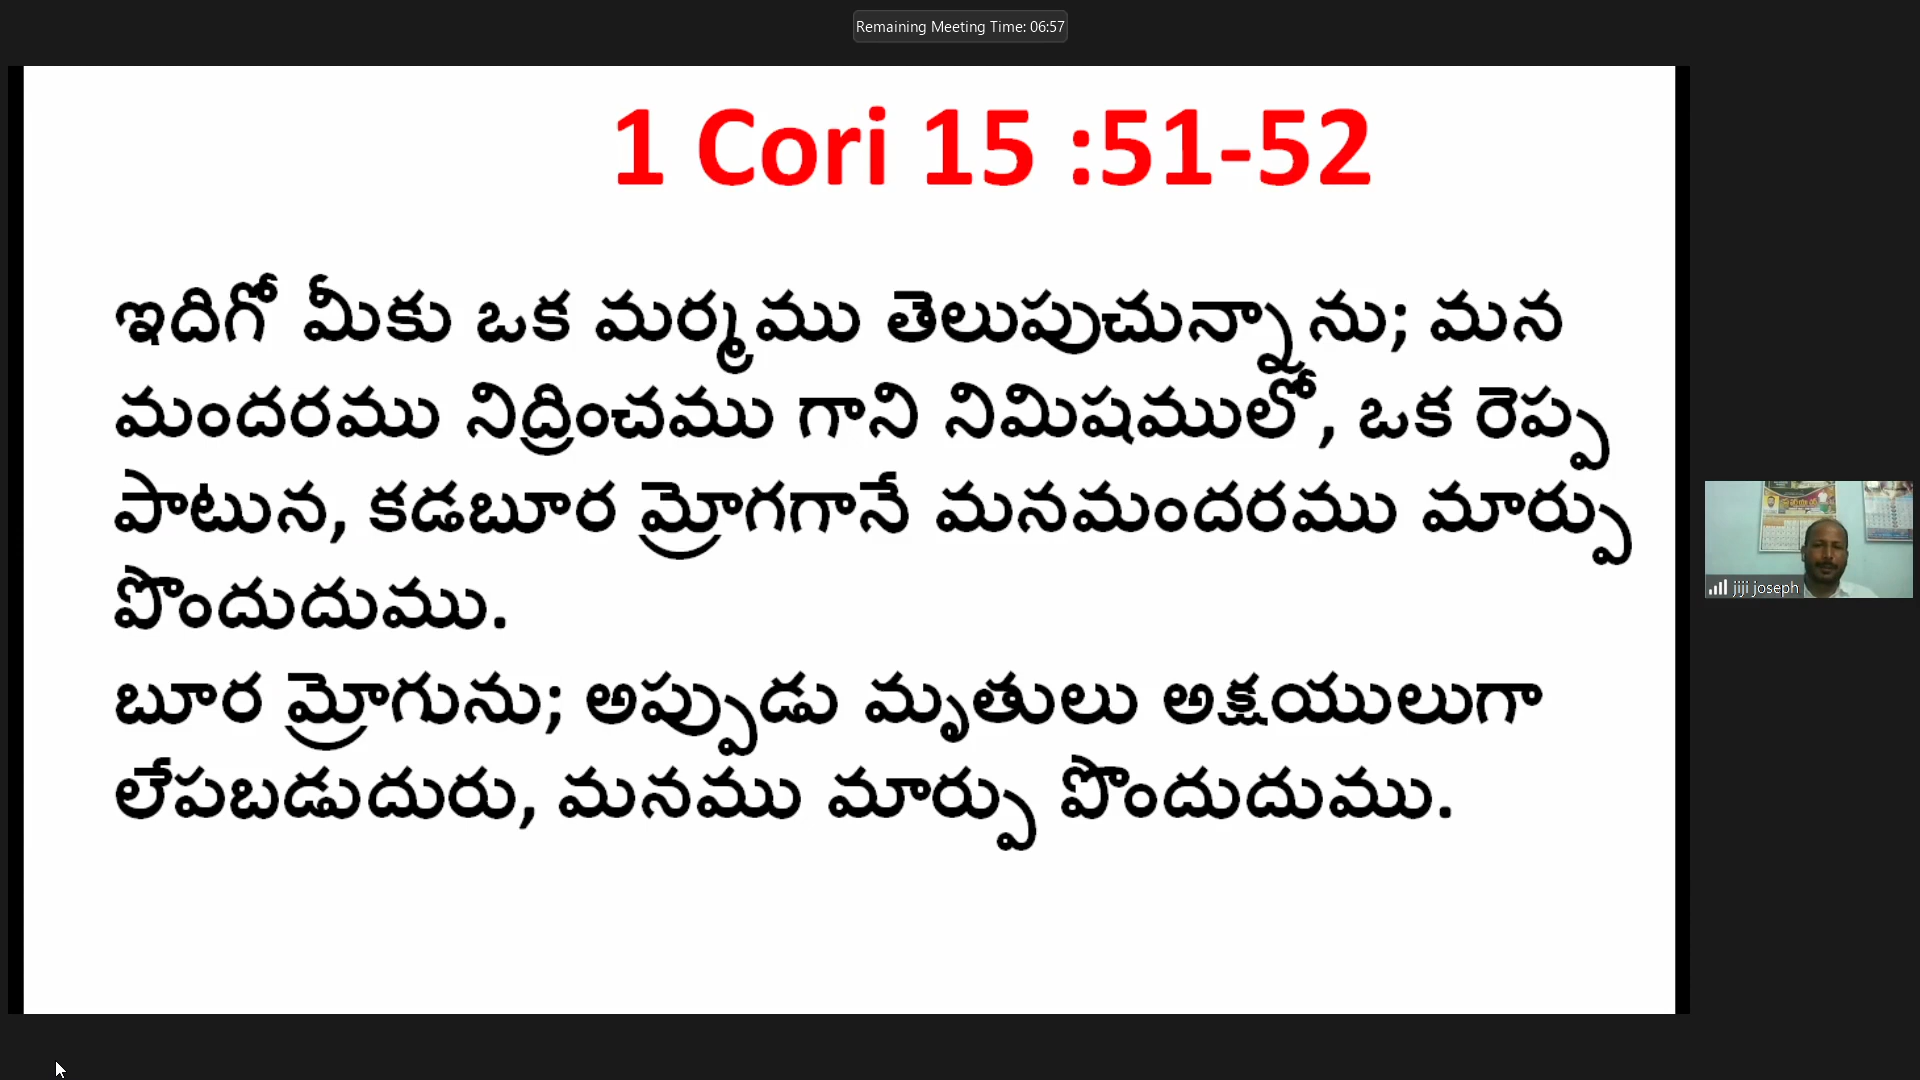 Remaining Meeting Time: 06:57
1 Cori 15 :51-52
ఇదిగో మీకు ఒక మర్మము తెలుపుచున్నాను; మన
మందరము నిద్రించము గాని నిమిషములో, ఒక రెప్ప
పాటున, కడబూర మ్రోగగానే మనమందరము మార్పు
పొందుదుము.
బూర మ్రోగును; అప్పుడు మృతులు అక్షయులుగా
లేపబడుదురు, మనము మార్పు పొందుదుము.
jiji joseph